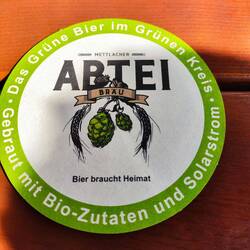 Das Grüne Bier im Grünen Kreis
METTLACHER
ABTEI
BRÄU
Bier braucht Heimat
Gebraut mit Bio-Zutaten und Solarstrom